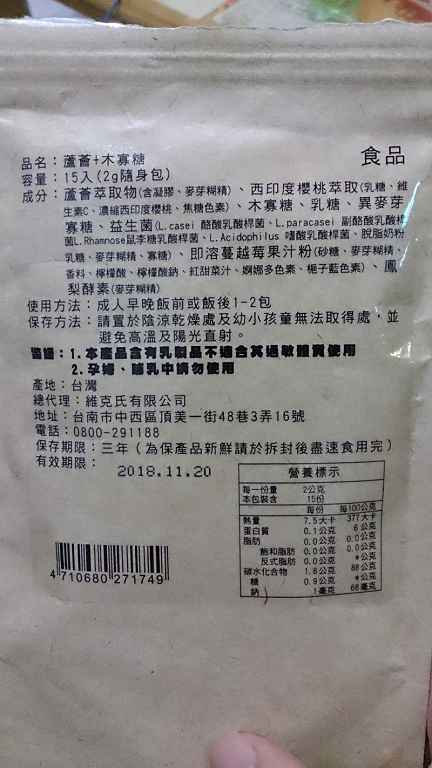 食品
品名：蘆薈+木寡糖
容量：15入(2g隨身包)
成分：蘆薈萃取物(含凝膠、麥芽糊精)、西印度櫻桃萃取(乳糖、維
生素C、濃縮西印度櫻桃、焦糖色素)、木寡糖、乳糖、異麥芽
寡糖、益生菌(L.casei 酪酸乳酸桿菌、L.paracasei 副酪酸乳酸桿
菌L.Rhamnose鼠李糖乳酸桿菌、L.Acidophilus 嗜酸乳酸桿菌、脫脂奶粉
乳糖、麥芽糊精、寡糖)、即溶蔓越莓果汁粉(砂糖、麥芽糊精、
香料、檸檬酸、檸檬酸鈉、紅甜菜汁、婀娜多色素、梔子藍色素)、鳳
梨酵素(麥芽糊精)
使用方法：成人早晚飯前或飯後1-2包
保存方法：請置於陰涼乾燥處及幼小孩童無法取得處，並
避免高溫及陽光直射。
警語：1.本產品含有乳製品不適合其過敏體質使用
2.孕婦、哺乳中請勿使用
產地：台灣
總代理：維克氏有限公司
地址：台南市中西區頂美一街48巷3弄16號
電話：0800-291188
保存期限：三年（為保產品新鮮請於拆封後盡速食用完）
有效期限：
2018.11.20
營養標示
每一份量 2公克
本包裝含 15份
每份 每100公克
熱量 7.5大卡 377大卡
蛋白質 0.1公克 6公克
脂肪 0.0公克 0.0公克
飽和脂肪 0.0公克 0.0公克
反式脂肪 0.0公克 *公克
碳水化合物 1.8公克 88公克
糖 0.9公克 *公克
鈉 1毫克 68毫克
4 710680 271749